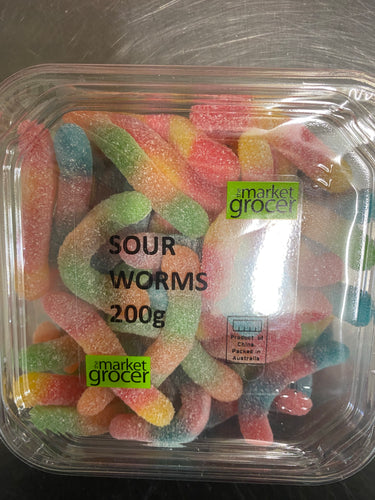 the market
grocer
SOUR
WORMS
200g
Product of
China
Packed in
Australia
the market
grocer